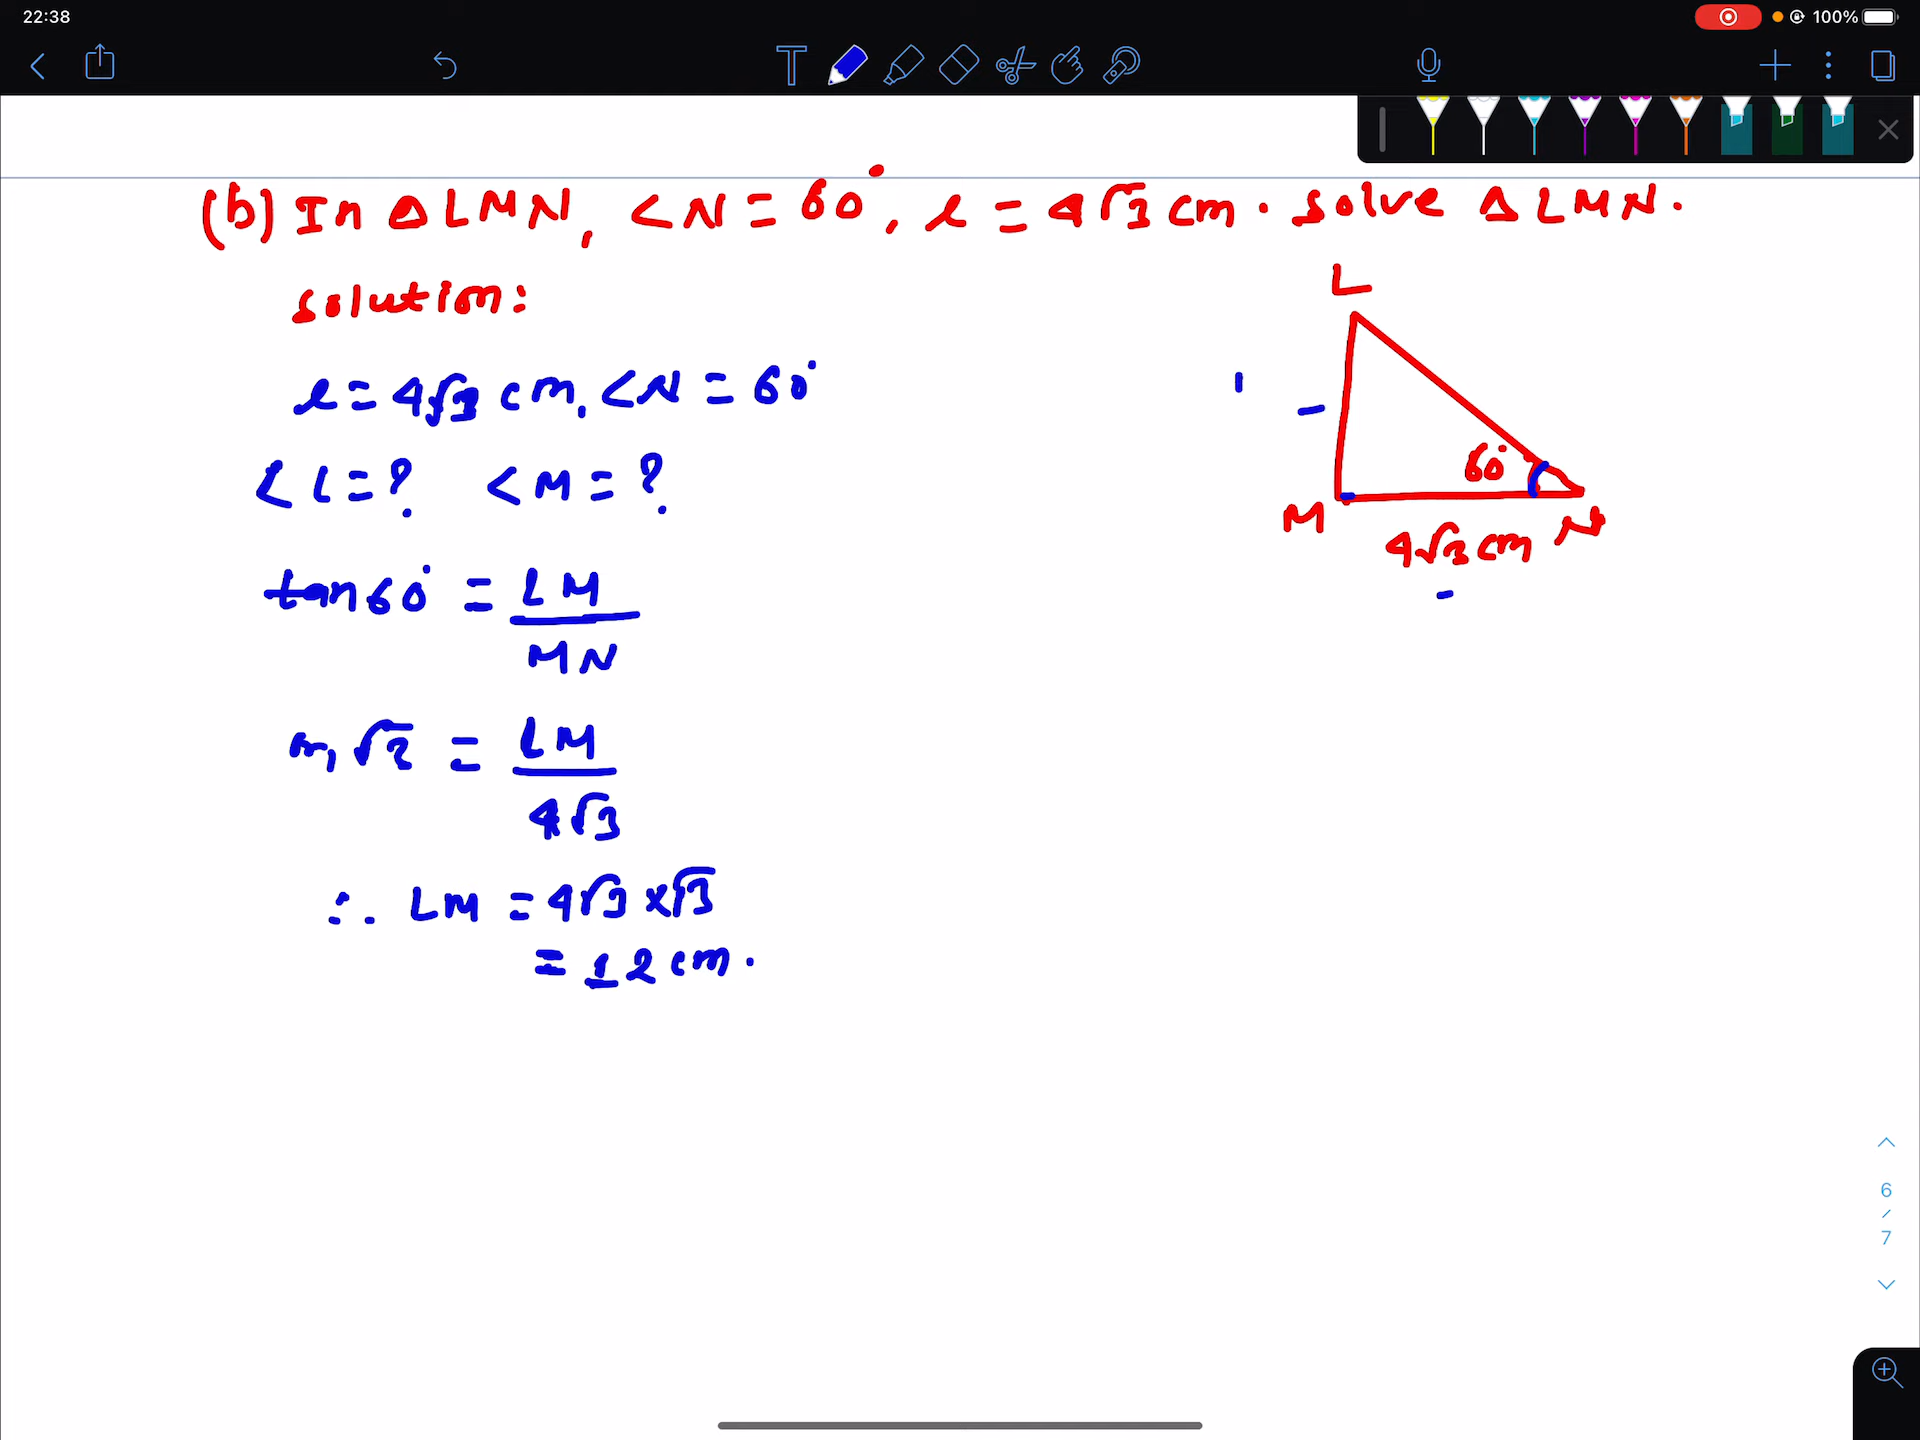 22:38
100%
(b) In △LMN, <N = 60°, l = 4√3 cm. solve △LMN.
solution:
l = 4√3 cm, <N = 60°
<L = ? <M = ?
tan60° = LM
MN
or, √3 = LM
4√3
∴ LM = 4√3 × √3
= 12 cm.
L
60°
M
N
4√3 cm
6
/
7